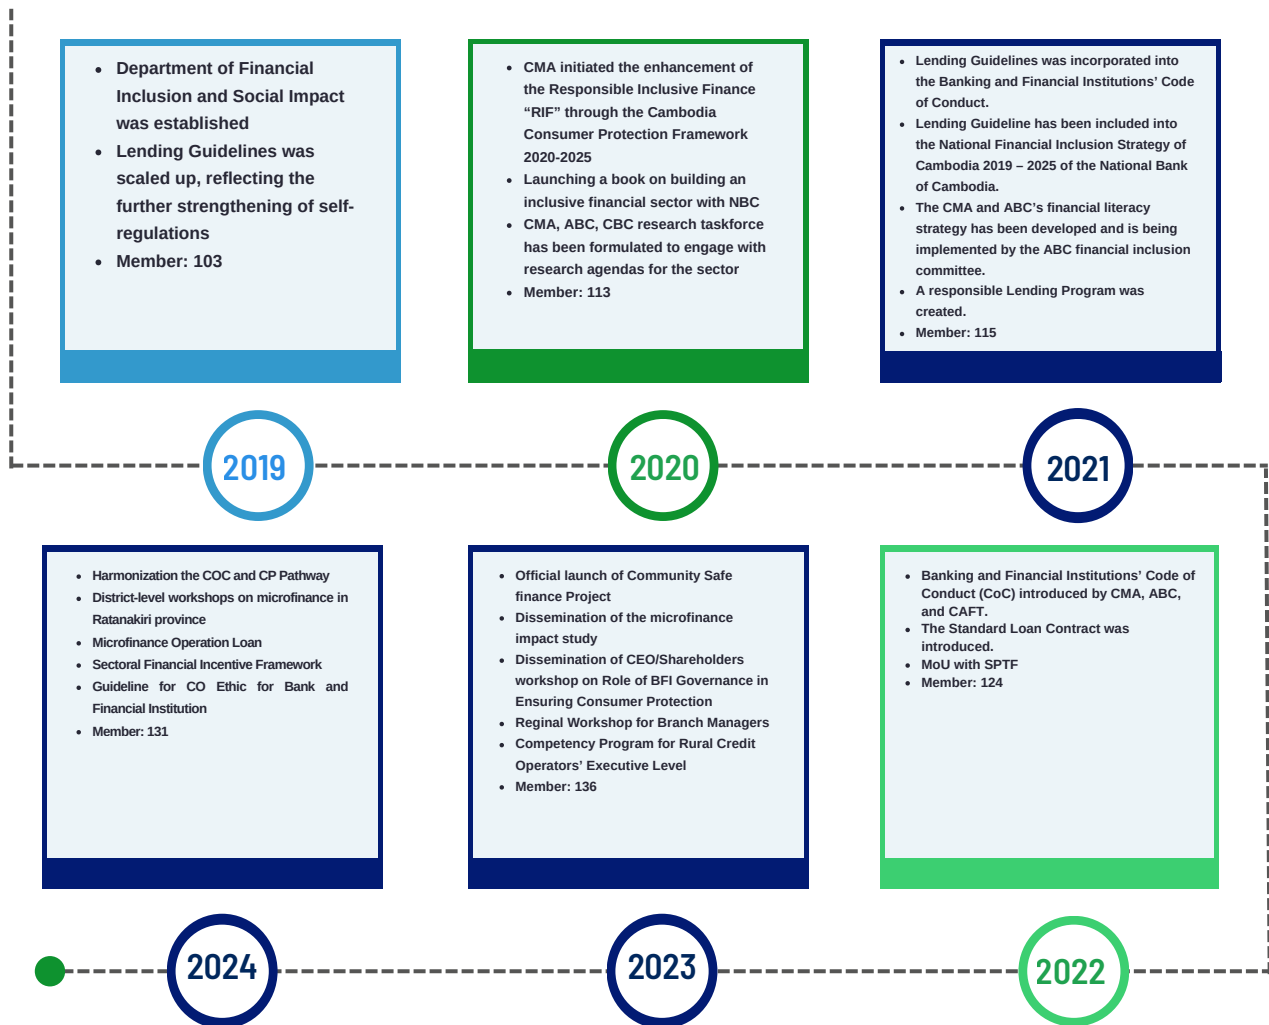 • Department of Financial
Inclusion and Social Impact
was established
• Lending Guidelines was
scaled up, reflecting the
further strengthening of self-
regulations
• Member: 103
• CMA initiated the enhancement of
the Responsible Inclusive Finance
“RIF” through the Cambodia
Consumer Protection Framework
2020-2025
• Launching a book on building an
inclusive financial sector with NBC
• CMA, ABC, CBC research taskforce
has been formulated to engage with
research agendas for the sector
• Member: 113
• Lending Guidelines was incorporated into
the Banking and Financial Institutions’ Code
of Conduct.
• Lending Guideline has been included into
the National Financial Inclusion Strategy of
Cambodia 2019 – 2025 of the National Bank
of Cambodia.
• The CMA and ABC’s financial literacy
strategy has been developed and is being
implemented by the ABC financial inclusion
committee.
• A responsible Lending Program was
created.
• Member: 115
2019
2020
2021
• Harmonization the COC and CP Pathway
• District-level workshops on microfinance in
Ratanakiri province
• Microfinance Operation Loan
• Sectoral Financial Incentive Framework
• Guideline for CO Ethic for Bank and
Financial Institution
• Member: 131
• Official launch of Community Safe
finance Project
• Dissemination of the microfinance
impact study
• Dissemination of CEO/Shareholders
workshop on Role of BFI Governance in
Ensuring Consumer Protection
• Reginal Workshop for Branch Managers
• Competency Program for Rural Credit
Operators’ Executive Level
• Member: 136
• Banking and Financial Institutions’ Code of
Conduct (CoC) introduced by CMA, ABC,
and CAFT.
• The Standard Loan Contract was
introduced.
• MoU with SPTF
• Member: 124
2024
2023
2022